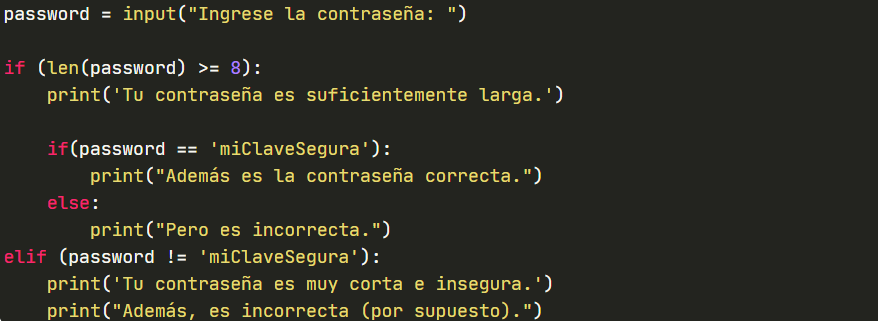 password = input("Ingrese la contraseña: ")
if (len(password) >= 8):
    print('Tu contraseña es suficientemente larga.')
    if(password == 'miClaveSegura'):
        print("Además es la contraseña correcta.")
    else:
        print("Pero es incorrecta.")
elif (password != 'miClaveSegura'):
    print('Tu contraseña es muy corta e insegura.')
    print("Además, es incorrecta (por supuesto).")